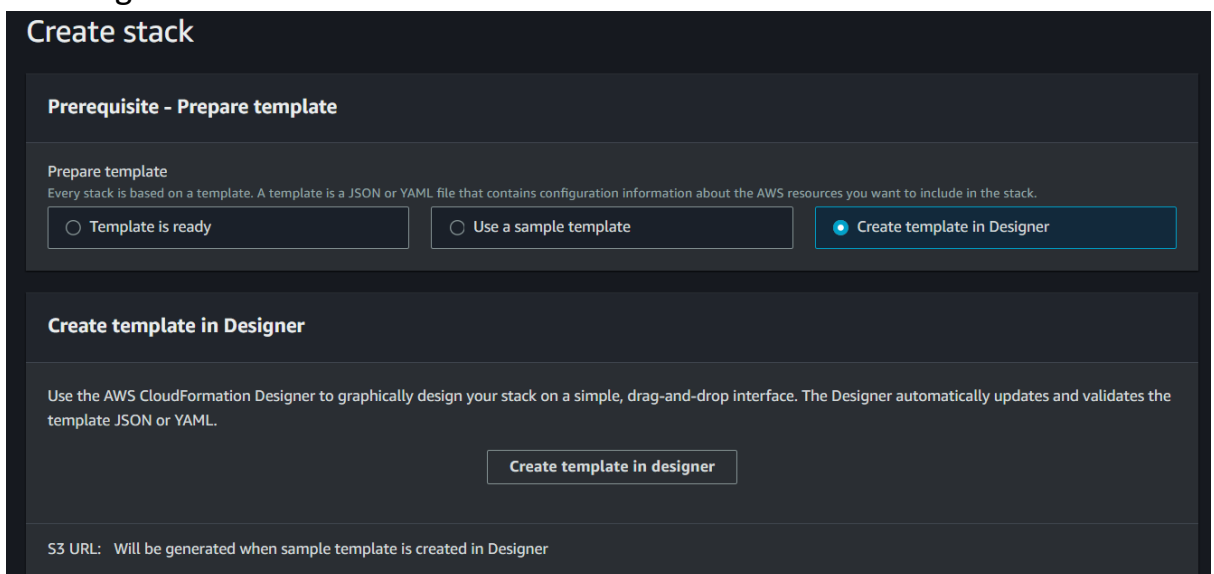 Create stack
Prerequisite - Prepare template
Prepare template
Every stack is based on a template. A template is a JSON or YAML file that contains configuration information about the AWS resources you want to include in the stack.
Template is ready
Use a sample template
Create template in Designer
Create template in Designer
Use the AWS CloudFormation Designer to graphically design your stack on a simple, drag-and-drop interface. The Designer automatically updates and validates the
template JSON or YAML.
Create template in designer
S3 URL: Will be generated when sample template is created in Designer